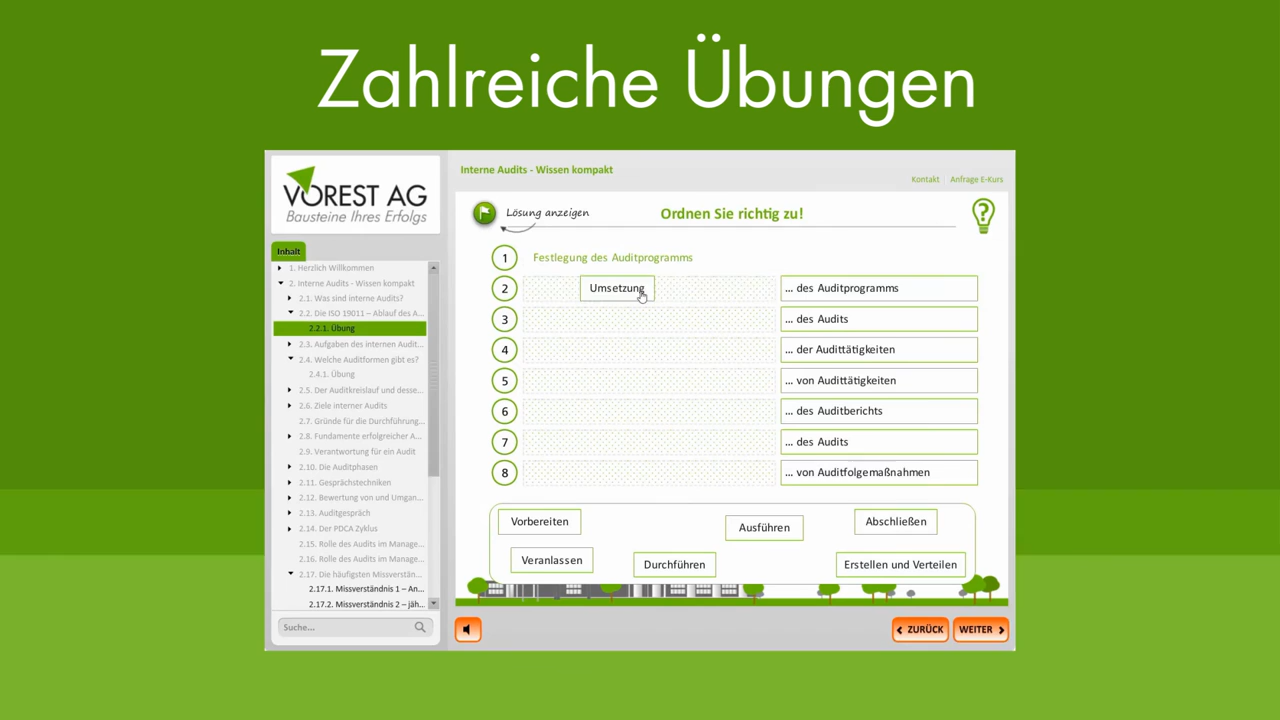 Zahlreiche Übungen
VOREST AG
Bausteine Ihres Erfolgs
Interne Audits - Wissen kompakt
Kontakt
Anfrage E-Kurs
Inhalt
1. Herzlich Willkommen
2. Interne Audits - Wissen kompakt
2.1. Was sind interne Audits?
2.2. Die ISO 19011 – Ablauf des A...
2.2.1. Übung
2.3. Aufgaben des internen Audit...
2.4. Welche Auditformen gibt es?
2.4.1. Übung
2.5. Der Auditkreislauf und desse...
2.6. Ziele interner Audits
2.7. Gründe für die Durchführung...
2.8. Fundamente erfolgreicher A...
2.9. Verantwortung für ein Audit
2.10. Die Auditphasen
2.11. Gesprächstechniken
2.12. Bewertung von und Umgan...
2.13. Auditgespräch
2.14. Der PDCA Zyklus
2.15. Rolle des Audits im Manage...
2.16. Rolle des Audits im Manage...
2.17. Die häufigsten Missverstän...
2.17.1. Missverständnis 1 – An...
2.17.2. Missverständnis 2 – jäh...
Suche...
Lösung anzeigen
Ordnen Sie richtig zu!
1 Festlegung des Auditprogramms
2 Umsetzung ... des Auditprogramms
3 ... des Audits
4 ... der Audittätigkeiten
5 ... von Audittätigkeiten
6 ... des Auditberichts
7 ... des Audits
8 ... von Auditfolgemaßnahmen
Vorbereiten
Ausführen
Abschließen
Veranlassen
Durchführen
Erstellen und Verteilen
ZURÜCK
WEITER